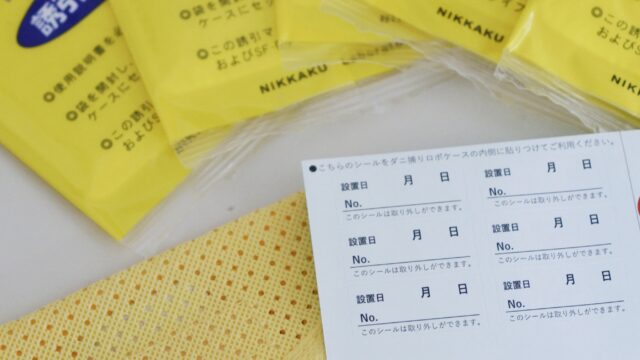 誘引
使用説明書を
袋を開封し
ケースにセ
この誘引
およびS
袋を開封し
ケースにセッ
この誘引マ
およびSF-
NIKKAKU
NIKKAKU
およびSF
NIKKAKU
●こちらのシールをダニ捕りロボケースの内側に貼りつけてご利用ください。
設置日 月 日
No.
このシールは取り外しができます。
設置日 月 日
No.
このシールは取り外しができます。
設置日 月 日
No.
このシールは取り外しができます。
設置日 月 日
No.
このシールは取り外しができます。
設置日 月 日
No.
このシールは取り外しができます。
設置日 月 日
No.
このシールは取り外しができます。